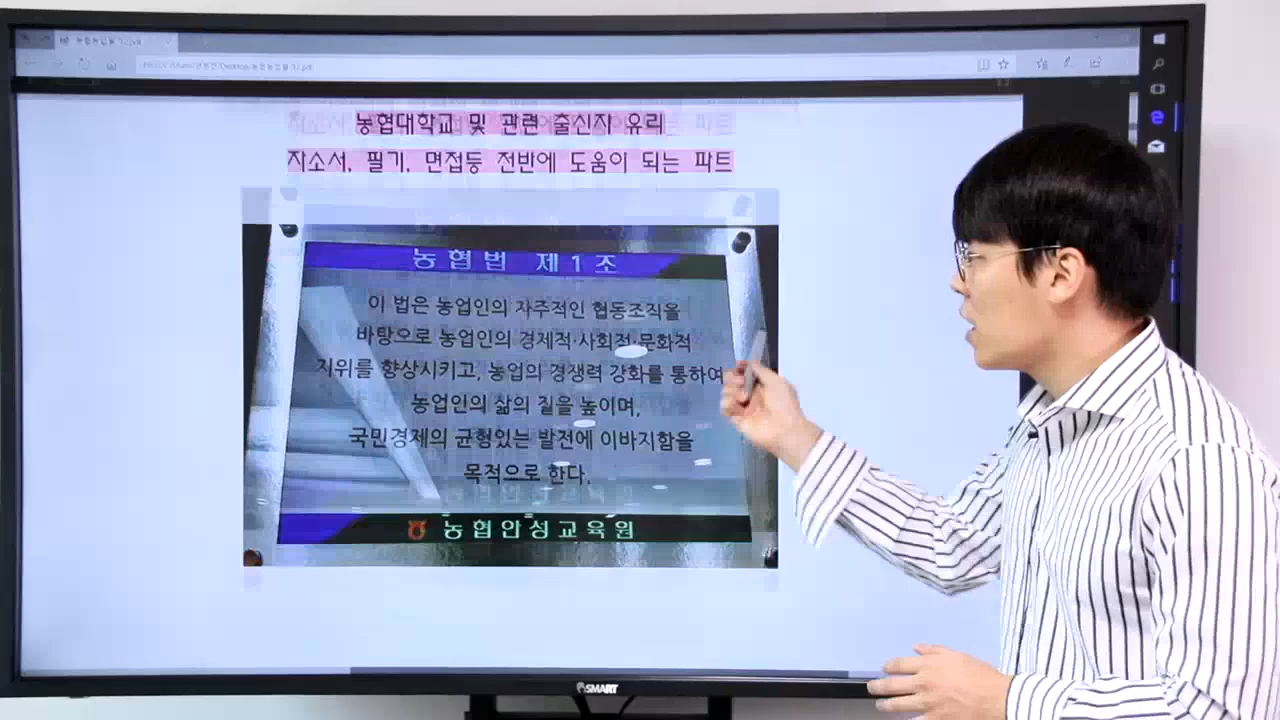 농협대학교 및 관련 출신자 유리
자소서, 필기, 면접등 전반에 도움이 되는 파트
농협법 제1조
이 법은 농업인의 자주적인 협동조직을
바탕으로 농업인의 경제적·사회적·문화적
지위를 향상시키고, 농업의 경쟁력 강화를 통하여
농업인의 삶의 질을 높이며,
국민경제의 균형있는 발전에 이바지함을
목적으로 한다.
농협안성교육원
SMART